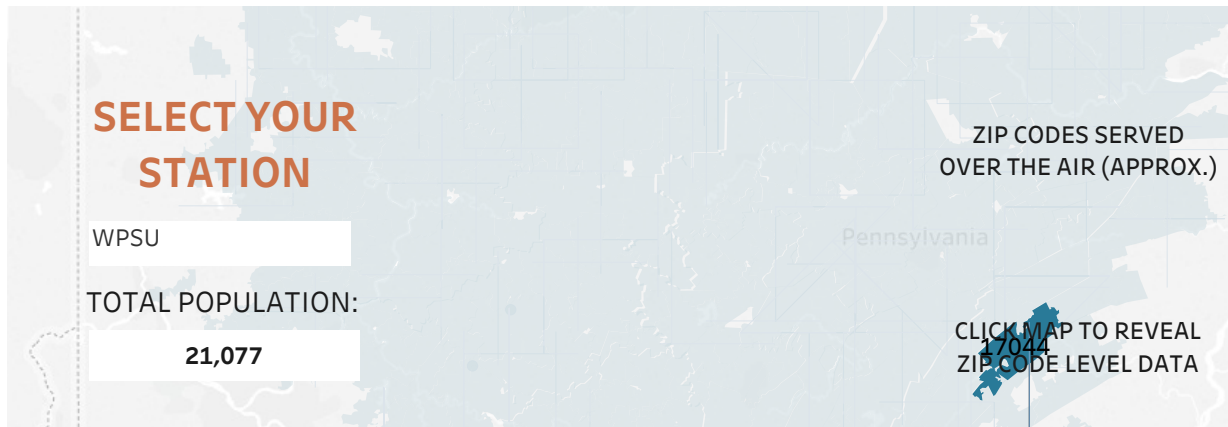 SELECT YOUR
STATION
WPSU
TOTAL POPULATION:
21,077
ZIP CODES SERVED
OVER THE AIR (APPROX.)
Pennsylvania
CLICK MAP TO REVEAL
17044
ZIP CODE LEVEL DATA